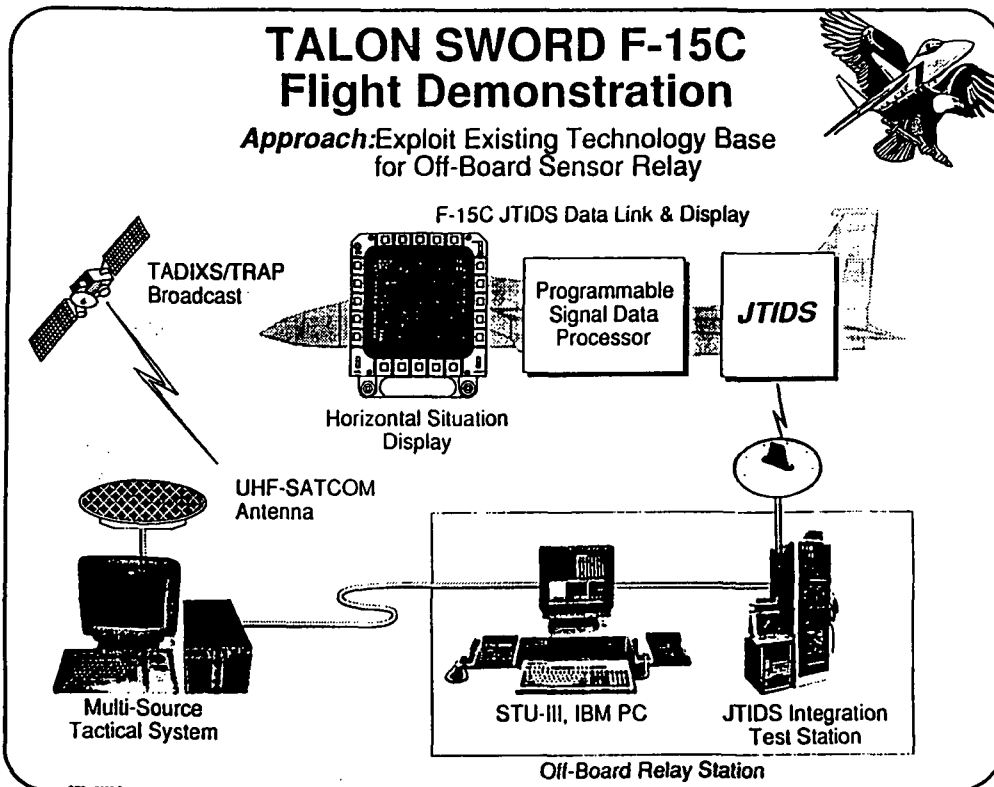 TALON SWORD F-15C
Flight Demonstration
Approach:Exploit Existing Technology Base
for Off-Board Sensor Relay
F-15C JTIDS Data Link & Display
TADIXS/TRAP
Broadcast
Programmable
Signal Data
Processor
JTIDS
Horizontal Situation
Display
UHF-SATCOM
Antenna
Multi-Source
Tactical System
STU-III, IBM PC
JTIDS Integration
Test Station
Off-Board Relay Station